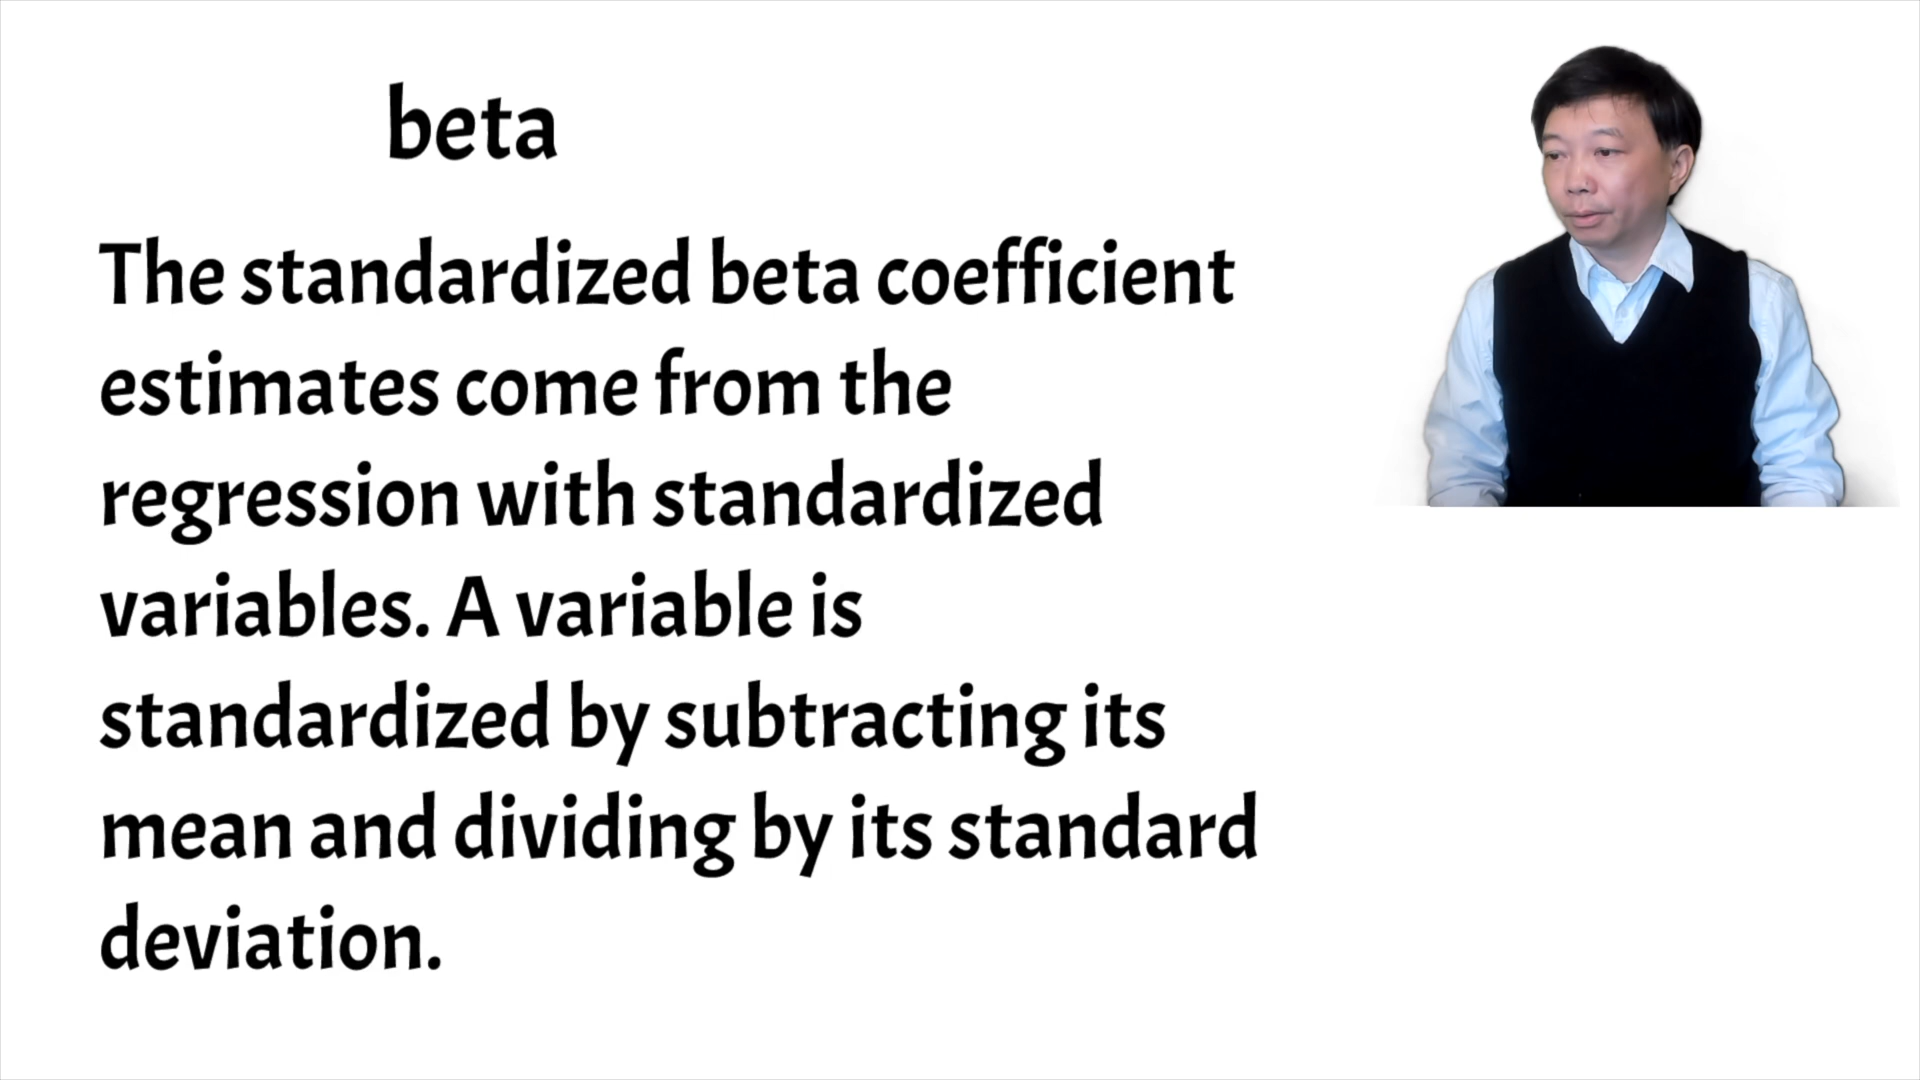 beta
The standardized beta coefficient
estimates come from the
regression with standardized
variables. A variable is
standardized by subtracting its
mean and dividing by its standard
deviation.